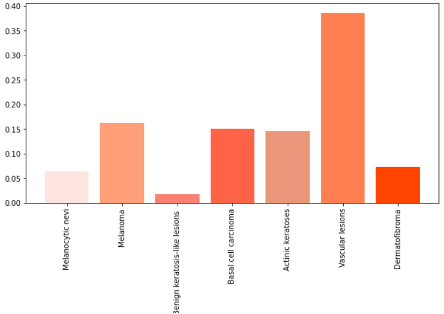 0.40
0.35
0.30
0.25
0.20
0.15
0.10
0.05
0.00
Melanocytic nevi
Melanoma
Benign keratosis-like lesions
Basal cell carcinoma
Actinic keratoses
Vascular lesions
Dermatofibroma